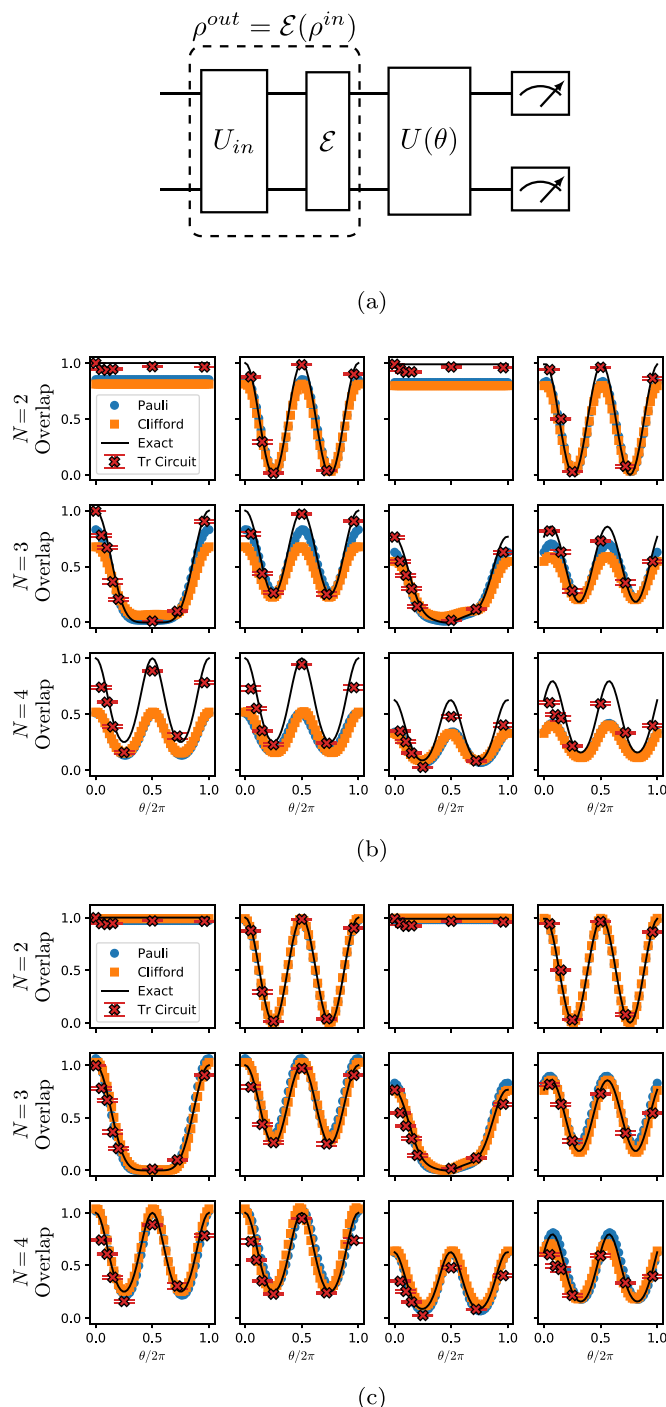 ρ^{out} = ℰ(ρ^{in})
U_{in}
ℰ
U(θ)
(a)
N = 2
Overlap
1.0
0.5
0.0
Pauli
Clifford
Exact
Tr Circuit
N = 3
Overlap
1.0
0.5
0.0
N = 4
Overlap
1.0
0.5
0.0
0.0 0.5 1.0 0.0 0.5 1.0 0.0 0.5 1.0 0.0 0.5 1.0
θ/2π θ/2π θ/2π θ/2π
(b)
N = 2
Overlap
1.0
0.5
0.0
Pauli
Clifford
Exact
Tr Circuit
N = 3
Overlap
1.0
0.5
0.0
N = 4
Overlap
1.0
0.5
0.0
0.0 0.5 1.0 0.0 0.5 1.0 0.0 0.5 1.0 0.0 0.5 1.0
θ/2π θ/2π θ/2π θ/2π
(c)